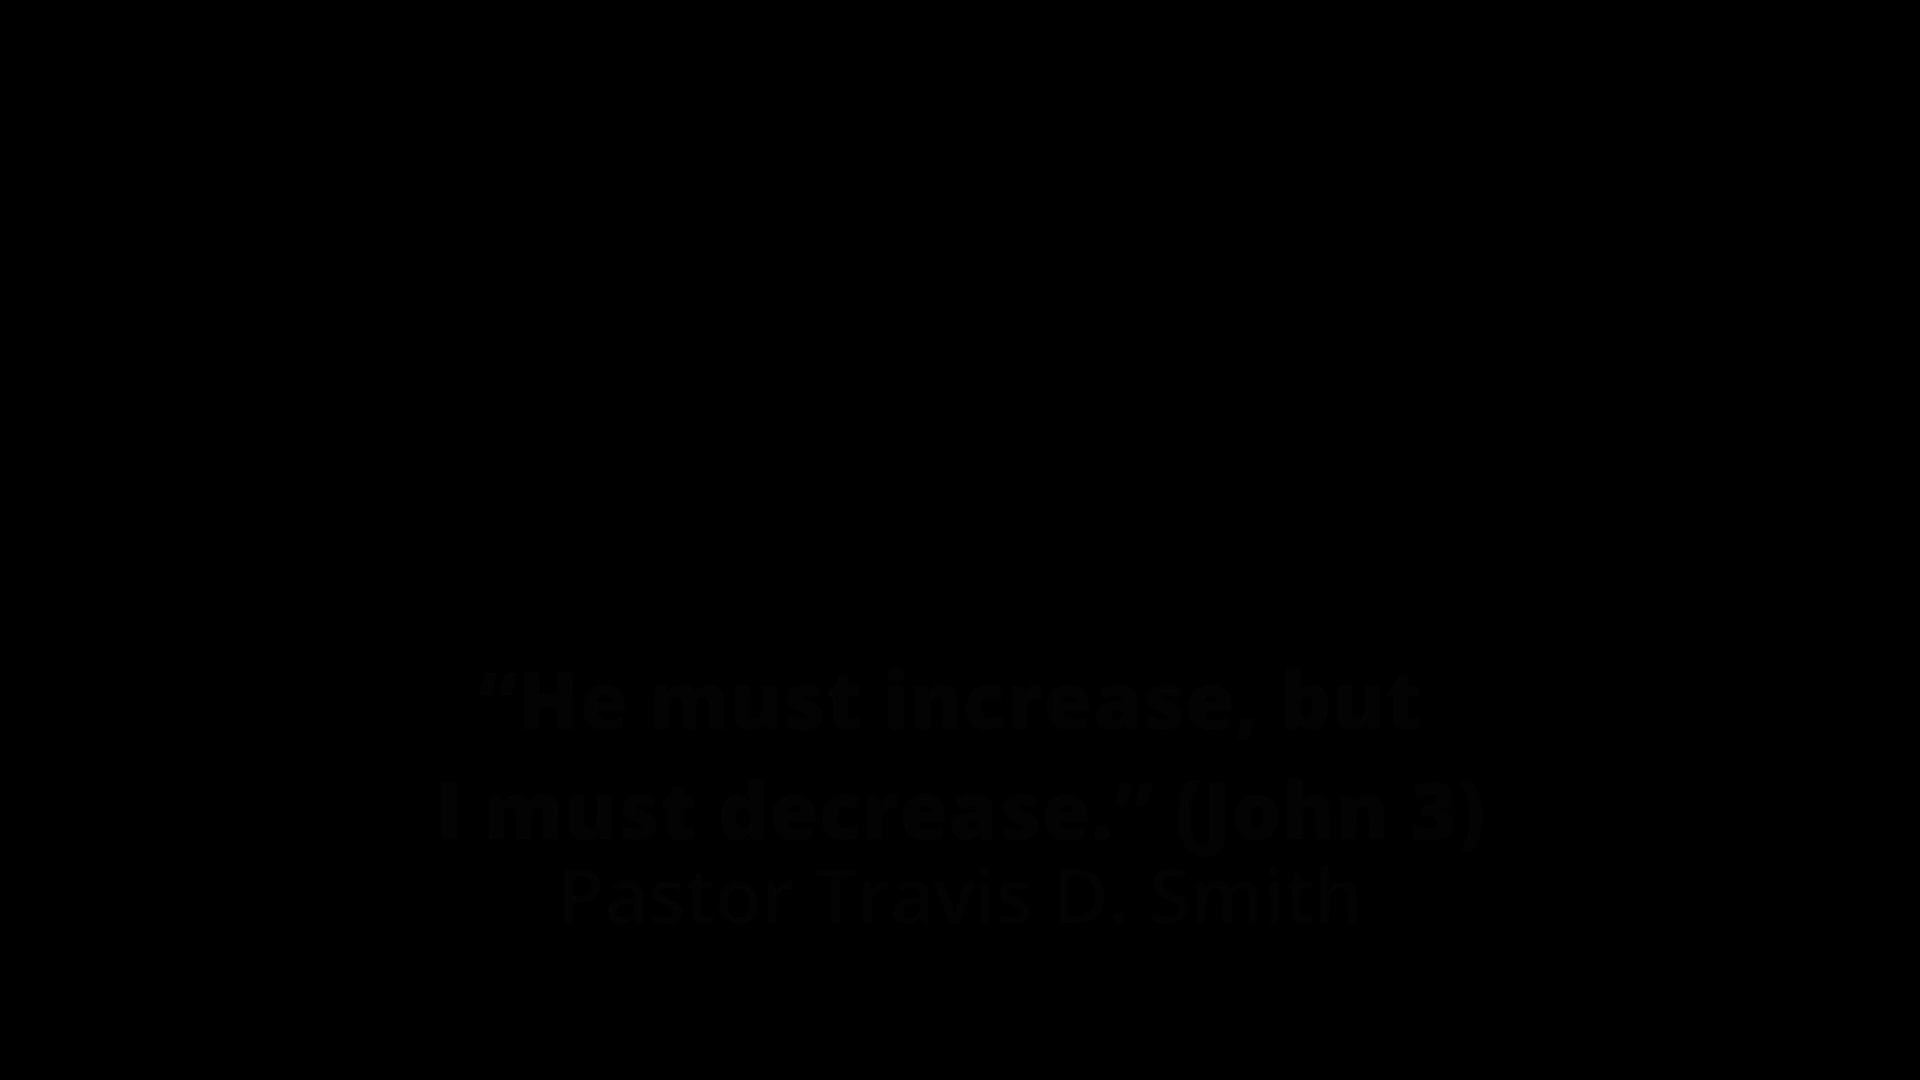 “He must increase, but
I must decrease.” (John 3)
Pastor Travis D. Smith